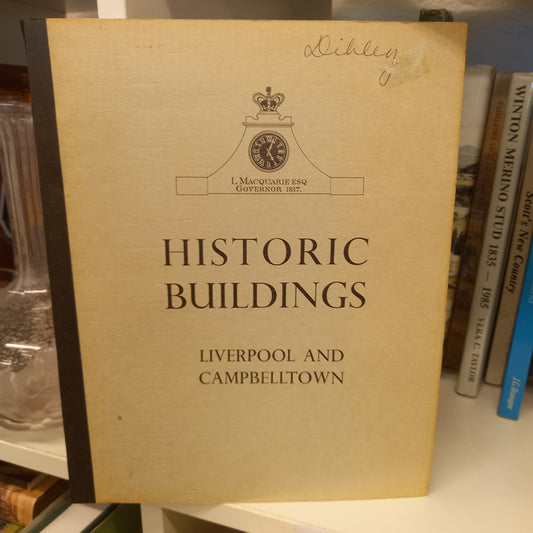 L. MACQUARIE ESQ
GOVERNOR 1817.
HISTORIC
BUILDINGS
LIVERPOOL AND
CAMPBELLTOWN
WINTON MERINO STUD 1835 – 1985 VERA C. TAYLOR
Scott's New Country